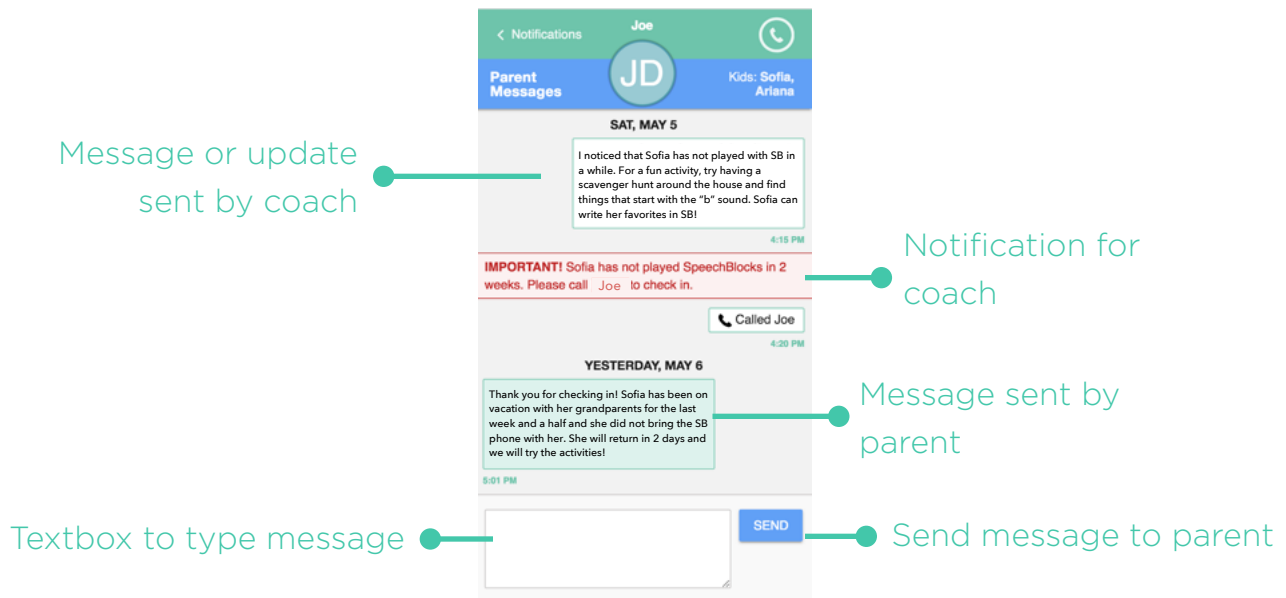 Joe
< Notifications
JD
Parent
Messages
Kids: Sofia,
Ariana
SAT, MAY 5
Message or update
sent by coach
I noticed that Sofia has not played with SB in
a while. For a fun activity, try having a
scavenger hunt around the house and find
things that start with the “b” sound. Sofia can
write her favorites in SB!
4:15 PM
Notification for
coach
IMPORTANT! Sofia has not played SpeechBlocks in 2
weeks. Please call Joe to check in.
Called Joe
4:20 PM
YESTERDAY, MAY 6
Thank you for checking in! Sofia has been on
vacation with her grandparents for the last
week and a half and she did not bring the SB
phone with her. She will return in 2 days and
we will try the activities!
Message sent by
parent
5:01 PM
Textbox to type message
SEND
Send message to parent